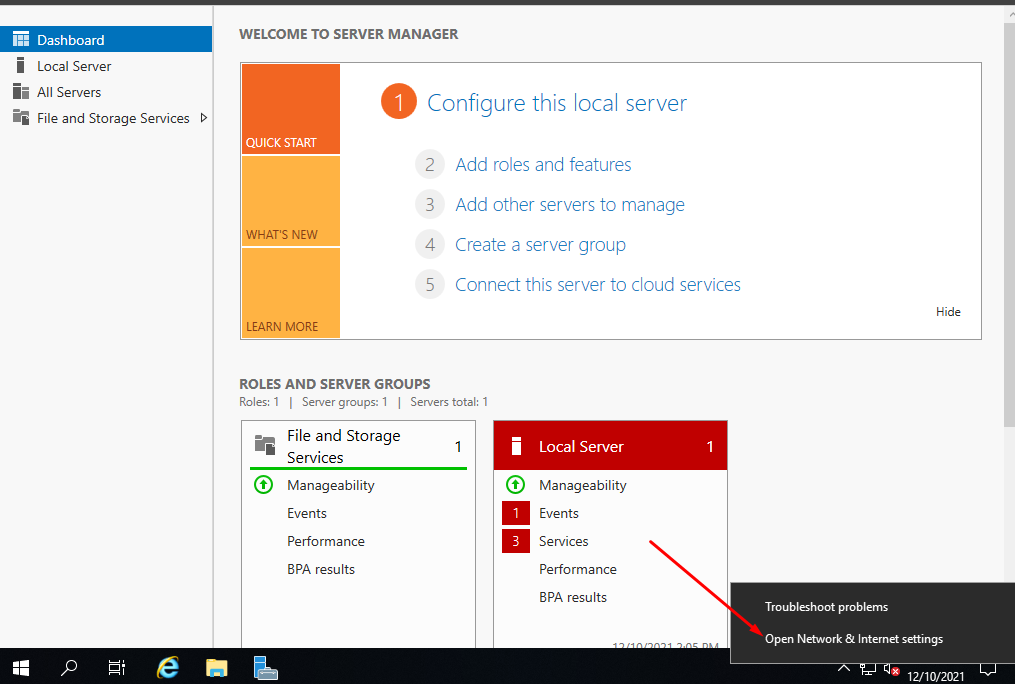 Dashboard
Local Server
All Servers
File and Storage Services
WELCOME TO SERVER MANAGER
QUICK START
WHAT'S NEW
LEARN MORE
1 Configure this local server
2 Add roles and features
3 Add other servers to manage
4 Create a server group
5 Connect this server to cloud services
Hide
ROLES AND SERVER GROUPS
Roles: 1 | Server groups: 1 | Servers total: 1
File and Storage
Services
1
Manageability
Events
Performance
BPA results
Local Server 1
Manageability
1 Events
3 Services
Performance
BPA results
12/10/2021 2:05 PM
Troubleshoot problems
Open Network & Internet settings
12/10/2021